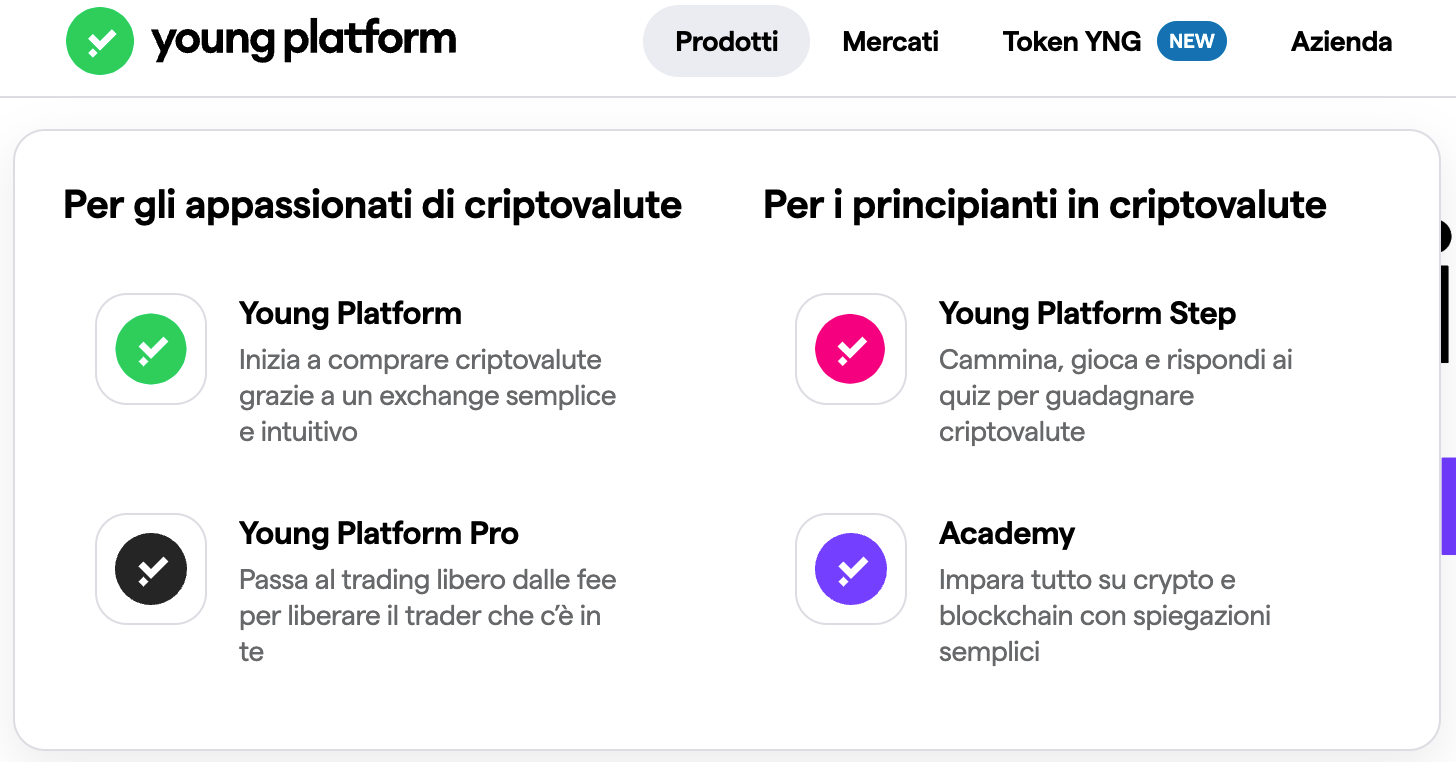 young platform
Prodotti
Mercati
Token YNG
NEW
Azienda
Per gli appassionati di criptovalute
Young Platform
Inizia a comprare criptovalute
grazie a un exchange semplice
e intuitivo
Young Platform Pro
Passa al trading libero dalle fee
per liberare il trader che c’è in
te
Per i principianti in criptovalute
Young Platform Step
Cammina, gioca e rispondi ai
quiz per guadagnare
criptovalute
Academy
Impara tutto su crypto e
blockchain con spiegazioni
semplici